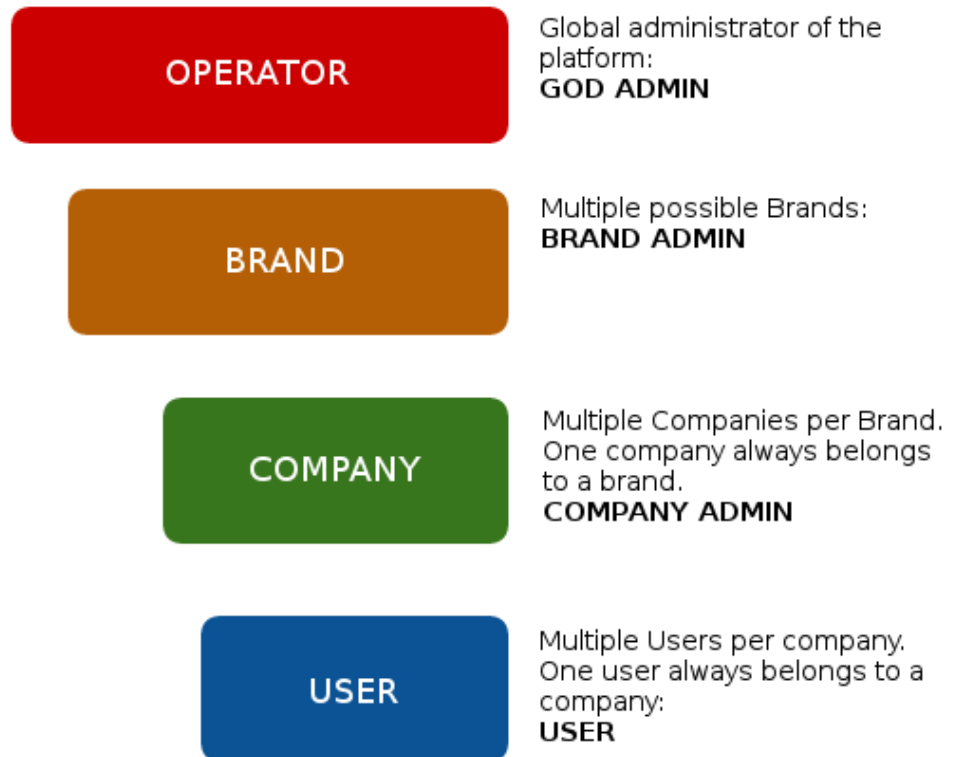 OPERATOR
Global administrator of the
platform:
GOD ADMIN
BRAND
Multiple possible Brands:
BRAND ADMIN
COMPANY
Multiple Companies per Brand.
One company always belongs
to a brand.
COMPANY ADMIN
USER
Multiple Users per company.
One user always belongs to a
company:
USER